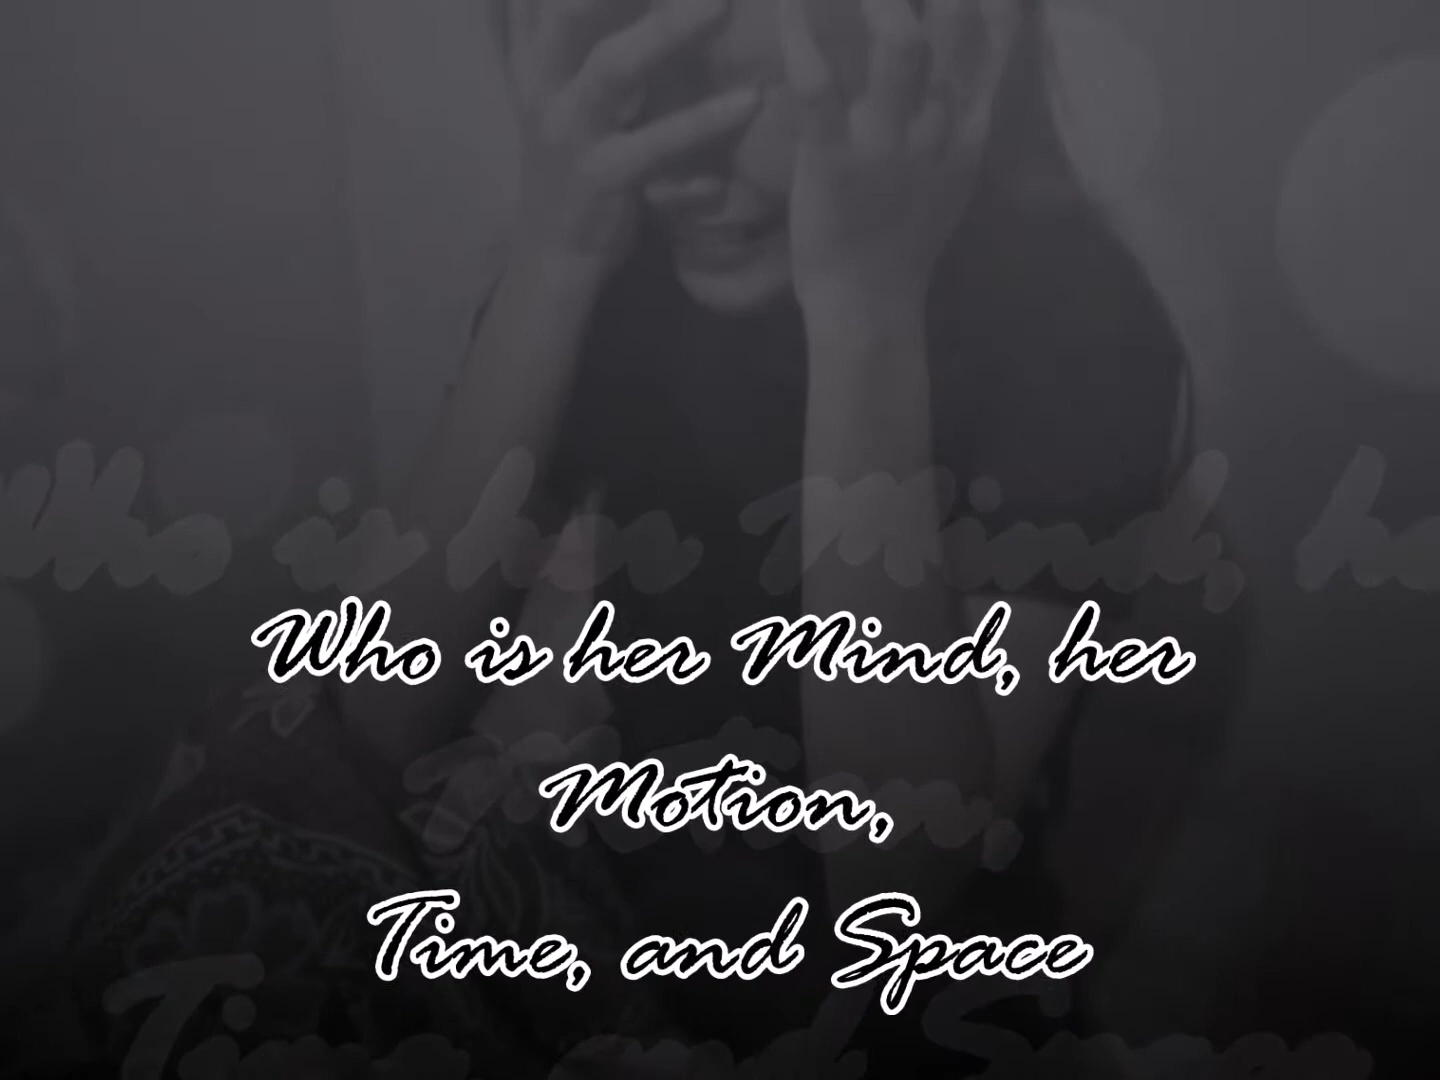 Who is her Mind, her
Motion,
Time, and Space